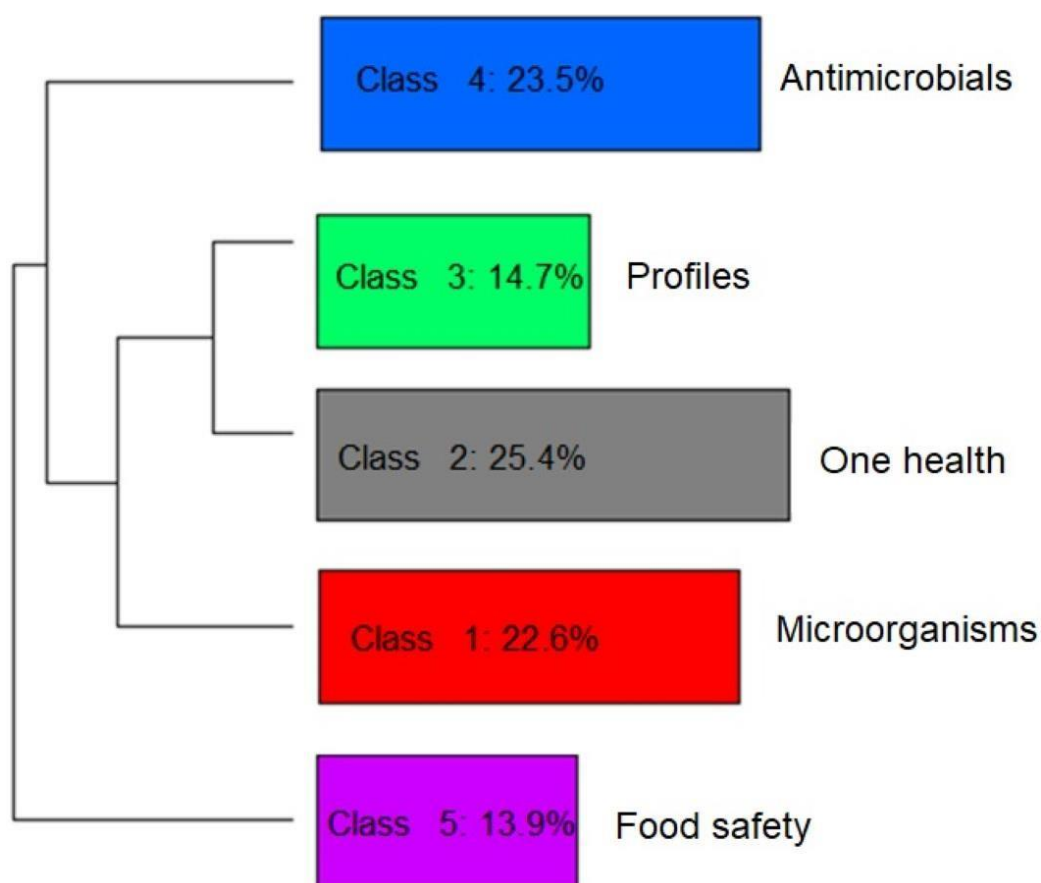 Class 4: 23.5%
Antimicrobials
Class 3: 14.7%
Profiles
Class 2: 25.4%
One health
Class 1: 22.6%
Microorganisms
Class 5: 13.9%
Food safety